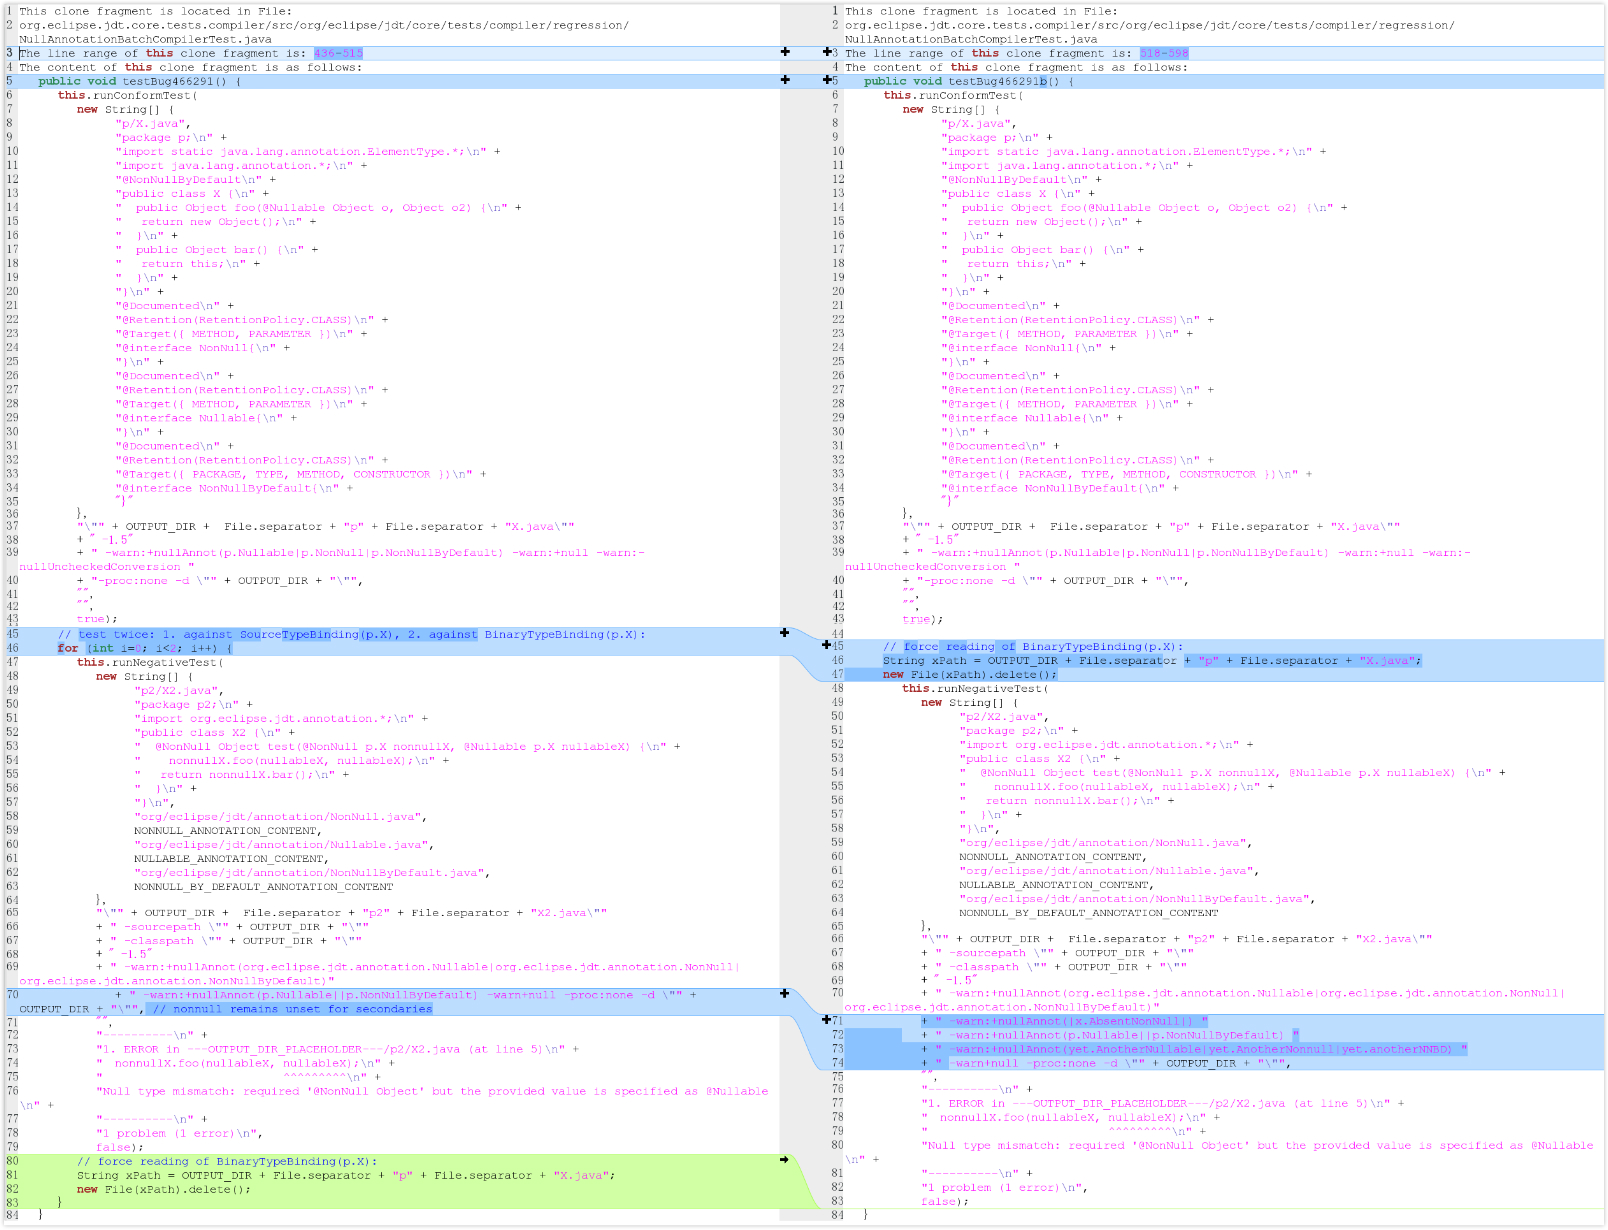 1 This clone fragment is located in File:
2 org.eclipse.jdt.core.tests.compiler/src/org/eclipse/jdt/core/tests/compiler/regression/
NullAnnotationBatchCompilerTest.java
3 The line range of this clone fragment is: 436-515
4 The content of this clone fragment is as follows:
5 public void testBug466291() {
6 this.runConformTest(
7 new String[] {
8 "p/X.java",
9 "package p;\n" +
10 "import static java.lang.annotation.ElementType.*;\n" +
11 "import java.lang.annotation.*;\n" +
12 "@NonNullByDefault\n" +
13 "public class X {\n" +
14 "  public Object foo(@Nullable Object o, Object o2) {\n" +
15 "   return new Object();\n" +
16 "  }\n" +
17 "  public Object bar() {\n" +
18 "   return this;\n" +
19 "  }\n" +
20 "}\n" +
21 "@Documented\n" +
22 "@Retention(RetentionPolicy.CLASS)\n" +
23 "@Target({ METHOD, PARAMETER })\n" +
24 "@interface NonNull{\n" +
25 "}\n" +
26 "@Documented\n" +
27 "@Retention(RetentionPolicy.CLASS)\n" +
28 "@Target({ METHOD, PARAMETER })\n" +
29 "@interface Nullable{\n" +
30 "}\n" +
31 "@Documented\n" +
32 "@Retention(RetentionPolicy.CLASS)\n" +
33 "@Target({ PACKAGE, TYPE, METHOD, CONSTRUCTOR })\n" +
34 "@interface NonNullByDefault{\n" +
35 "}"
36 },
37 "\"" + OUTPUT_DIR +  File.separator + "p" + File.separator + "X.java\""
38 + " -1.5"
39 + " -warn:+nullAnnot(p.Nullable|p.NonNull|p.NonNullByDefault) -warn:+null -warn:-
nullUncheckedConversion "
40 + "-proc:none -d \"" + OUTPUT_DIR + "\"",
41 "",
42 "",
43 true);
45 // test twice: 1. against SourceTypeBinding(p.X), 2. against BinaryTypeBinding(p.X):
46 for (int i=0; i<2; i++) {
47 this.runNegativeTest(
48 new String[] {
49 "p2/X2.java",
50 "package p2;\n" +
51 "import org.eclipse.jdt.annotation.*;\n" +
52 "public class X2 {\n" +
53 "  @NonNull Object test(@NonNull p.X nonnullX, @Nullable p.X nullableX) {\n" +
54 "    nonnullX.foo(nullableX, nullableX);\n" +
55 "   return nonnullX.bar();\n" +
56 "  }\n" +
57 "}\n",
58 "org/eclipse/jdt/annotation/NonNull.java",
59 NONNULL_ANNOTATION_CONTENT,
60 "org/eclipse/jdt/annotation/Nullable.java",
61 NULLABLE_ANNOTATION_CONTENT,
62 "org/eclipse/jdt/annotation/NonNullByDefault.java",
63 NONNULL_BY_DEFAULT_ANNOTATION_CONTENT
64 },
65 "\"" + OUTPUT_DIR +  File.separator + "p2" + File.separator + "X2.java\""
66 + " -sourcepath \"" + OUTPUT_DIR + "\""
67 + " -classpath \"" + OUTPUT_DIR + "\""
68 + " -1.5"
69 + " -warn:+nullAnnot(org.eclipse.jdt.annotation.Nullable|org.eclipse.jdt.annotation.NonNull|
org.eclipse.jdt.annotation.NonNullByDefault)"
70 + " -warn:+nullAnnot(p.Nullable||p.NonNullByDefault) -warn+null -proc:none -d \"" +
OUTPUT_DIR + "\"", // nonnull remains unset for secondaries
71 "",
72 "----------\n" +
73 "1. ERROR in ---OUTPUT_DIR_PLACEHOLDER---/p2/X2.java (at line 5)\n" +
74 "  nonnullX.foo(nullableX, nullableX);\n" +
75 "                          ^^^^^^^^^\n" +
76 "Null type mismatch: required '@NonNull Object' but the provided value is specified as @Nullable
\n" +
77 "----------\n" +
78 "1 problem (1 error)\n",
79 false);
80 // force reading of BinaryTypeBinding(p.X):
81 String xPath = OUTPUT_DIR + File.separator + "p" + File.separator + "X.java";
82 new File(xPath).delete();
83 }
84 }
1 This clone fragment is located in File:
2 org.eclipse.jdt.core.tests.compiler/src/org/eclipse/jdt/core/tests/compiler/regression/
NullAnnotationBatchCompilerTest.java
3 The line range of this clone fragment is: 518-598
4 The content of this clone fragment is as follows:
5 public void testBug466291b() {
6 this.runConformTest(
7 new String[] {
8 "p/X.java",
9 "package p;\n" +
10 "import static java.lang.annotation.ElementType.*;\n" +
11 "import java.lang.annotation.*;\n" +
12 "@NonNullByDefault\n" +
13 "public class X {\n" +
14 "  public Object foo(@Nullable Object o, Object o2) {\n" +
15 "   return new Object();\n" +
16 "  }\n" +
17 "  public Object bar() {\n" +
18 "   return this;\n" +
19 "  }\n" +
20 "}\n" +
21 "@Documented\n" +
22 "@Retention(RetentionPolicy.CLASS)\n" +
23 "@Target({ METHOD, PARAMETER })\n" +
24 "@interface NonNull{\n" +
25 "}\n" +
26 "@Documented\n" +
27 "@Retention(RetentionPolicy.CLASS)\n" +
28 "@Target({ METHOD, PARAMETER })\n" +
29 "@interface Nullable{\n" +
30 "}\n" +
31 "@Documented\n" +
32 "@Retention(RetentionPolicy.CLASS)\n" +
33 "@Target({ PACKAGE, TYPE, METHOD, CONSTRUCTOR })\n" +
34 "@interface NonNullByDefault{\n" +
35 "}"
36 },
37 "\"" + OUTPUT_DIR +  File.separator + "p" + File.separator + "X.java\""
38 + " -1.5"
39 + " -warn:+nullAnnot(p.Nullable|p.NonNull|p.NonNullByDefault) -warn:+null -warn:-
nullUncheckedConversion "
40 + "-proc:none -d \"" + OUTPUT_DIR + "\"",
41 "",
42 "",
43 true);
44
45 // force reading of BinaryTypeBinding(p.X):
46 String xPath = OUTPUT_DIR + File.separator + "p" + File.separator + "X.java";
47 new File(xPath).delete();
48 this.runNegativeTest(
49 new String[] {
50 "p2/X2.java",
51 "package p2;\n" +
52 "import org.eclipse.jdt.annotation.*;\n" +
53 "public class X2 {\n" +
54 "  @NonNull Object test(@NonNull p.X nonnullX, @Nullable p.X nullableX) {\n" +
55 "    nonnullX.foo(nullableX, nullableX);\n" +
56 "   return nonnullX.bar();\n" +
57 "  }\n" +
58 "}\n",
59 "org/eclipse/jdt/annotation/NonNull.java",
60 NONNULL_ANNOTATION_CONTENT,
61 "org/eclipse/jdt/annotation/Nullable.java",
62 NULLABLE_ANNOTATION_CONTENT,
63 "org/eclipse/jdt/annotation/NonNullByDefault.java",
64 NONNULL_BY_DEFAULT_ANNOTATION_CONTENT
65 },
66 "\"" + OUTPUT_DIR +  File.separator + "p2" + File.separator + "X2.java\""
67 + " -sourcepath \"" + OUTPUT_DIR + "\""
68 + " -classpath \"" + OUTPUT_DIR + "\""
69 + " -1.5"
70 + " -warn:+nullAnnot(org.eclipse.jdt.annotation.Nullable|org.eclipse.jdt.annotation.NonNull|
org.eclipse.jdt.annotation.NonNullByDefault)"
71 + " -warn:+nullAnnot(|x.AbsentNonNull|) "
72 + " -warn:+nullAnnot(p.Nullable||p.NonNullByDefault) "
73 + " -warn:+nullAnnot(yet.AnotherNullable|yet.AnotherNonnull|yet.anotherNNBD) "
74 + " -warn+null -proc:none -d \"" + OUTPUT_DIR + "\"",
75 "",
76 "----------\n" +
77 "1. ERROR in ---OUTPUT_DIR_PLACEHOLDER---/p2/X2.java (at line 5)\n" +
78 "  nonnullX.foo(nullableX, nullableX);\n" +
79 "                          ^^^^^^^^^\n" +
80 "Null type mismatch: required '@NonNull Object' but the provided value is specified as @Nullable
\n" +
81 "----------\n" +
82 "1 problem (1 error)\n",
83 false);
84 }